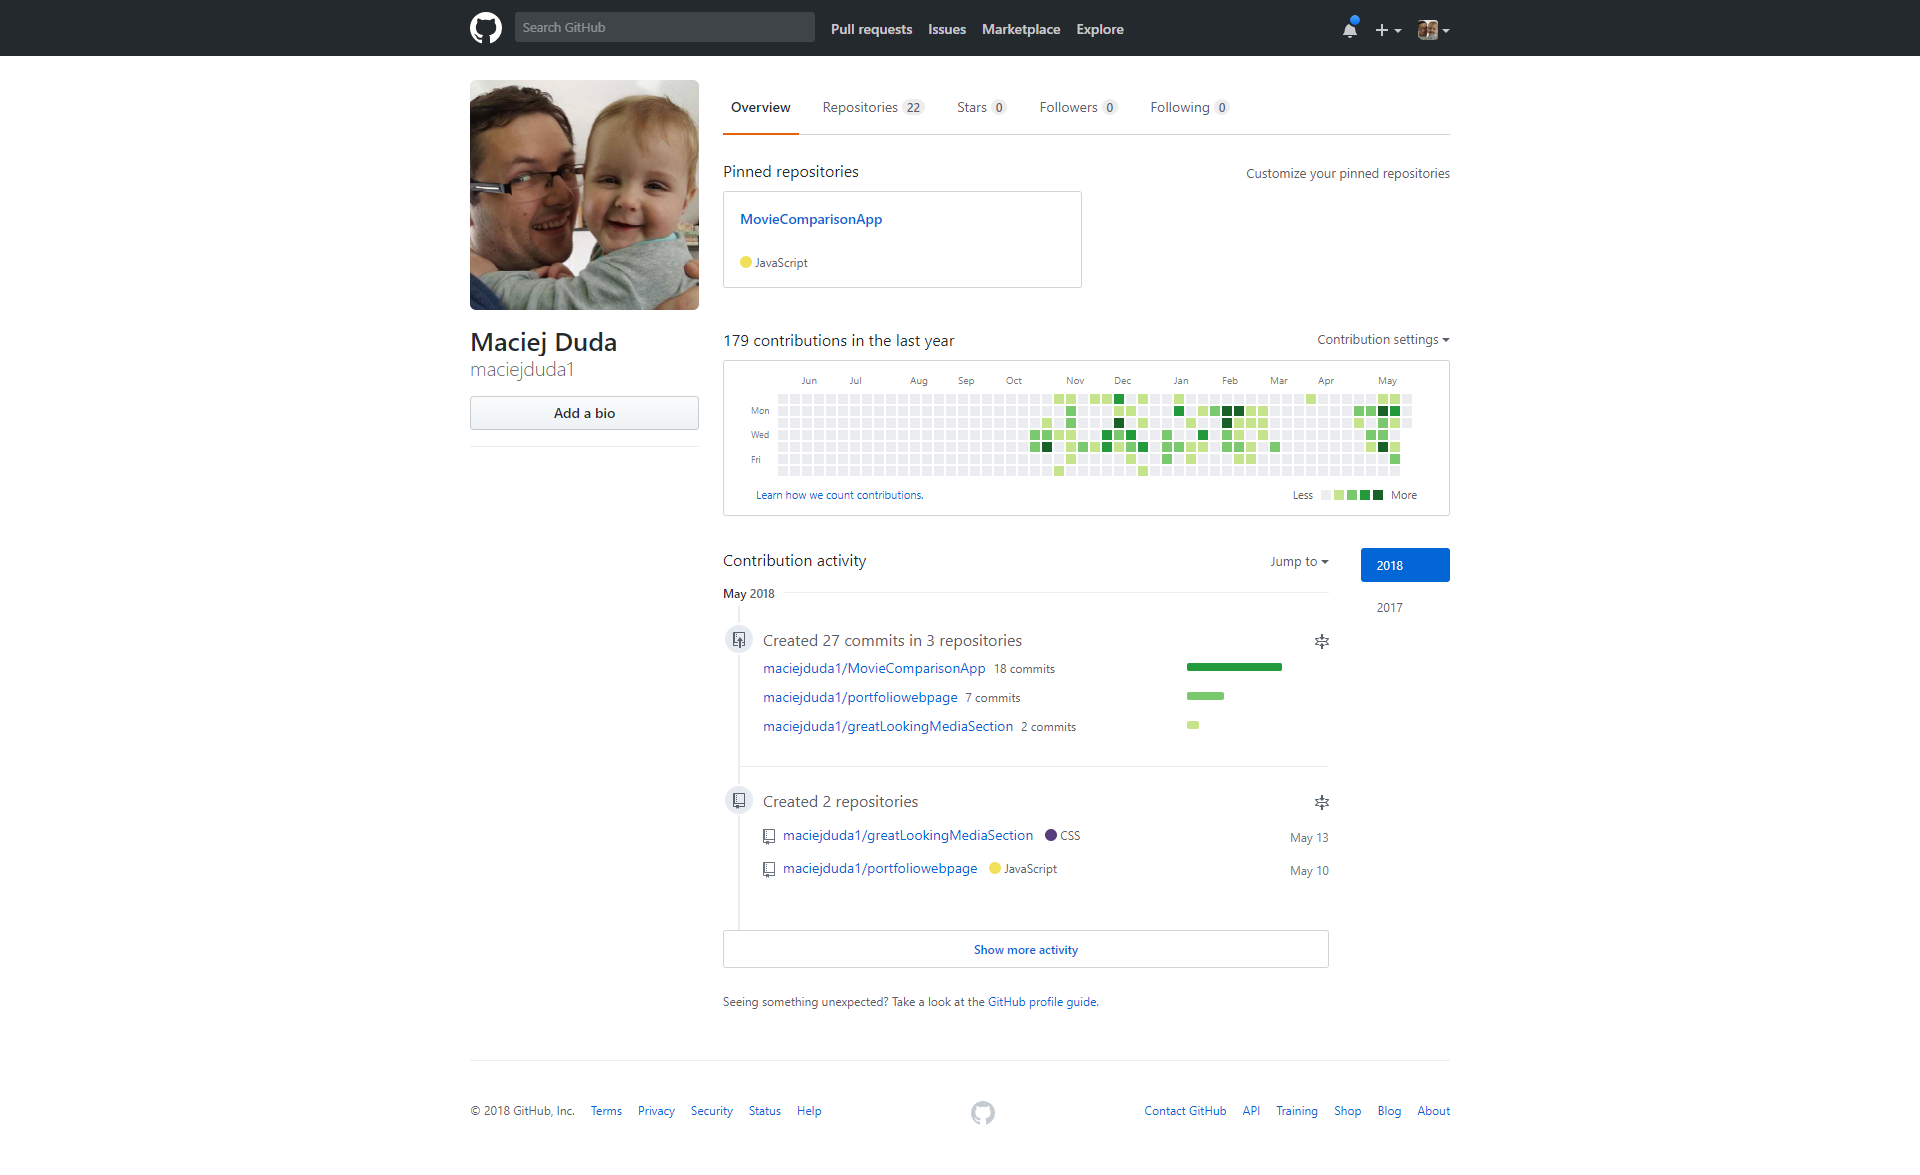 Search GitHub
Pull requests Issues Marketplace Explore
Overview Repositories 22 Stars 0 Followers 0 Following 0
Pinned repositories
Customize your pinned repositories
MovieComparisonApp
JavaScript
Maciej Duda
maciejduda1
Add a bio
179 contributions in the last year
Contribution settings
Jun Jul Aug Sep Oct Nov Dec Jan Feb Mar Apr May
Mon
Wed
Fri
Learn how we count contributions.
Less More
Contribution activity
Jump to
2018
2017
May 2018
Created 27 commits in 3 repositories
maciejduda1/MovieComparisonApp 18 commits
maciejduda1/portfoliowebpage 7 commits
maciejduda1/greatLookingMediaSection 2 commits
Created 2 repositories
maciejduda1/greatLookingMediaSection CSS May 13
maciejduda1/portfoliowebpage JavaScript May 10
Show more activity
Seeing something unexpected? Take a look at the GitHub profile guide.
© 2018 GitHub, Inc. Terms Privacy Security Status Help
Contact GitHub API Training Shop Blog About